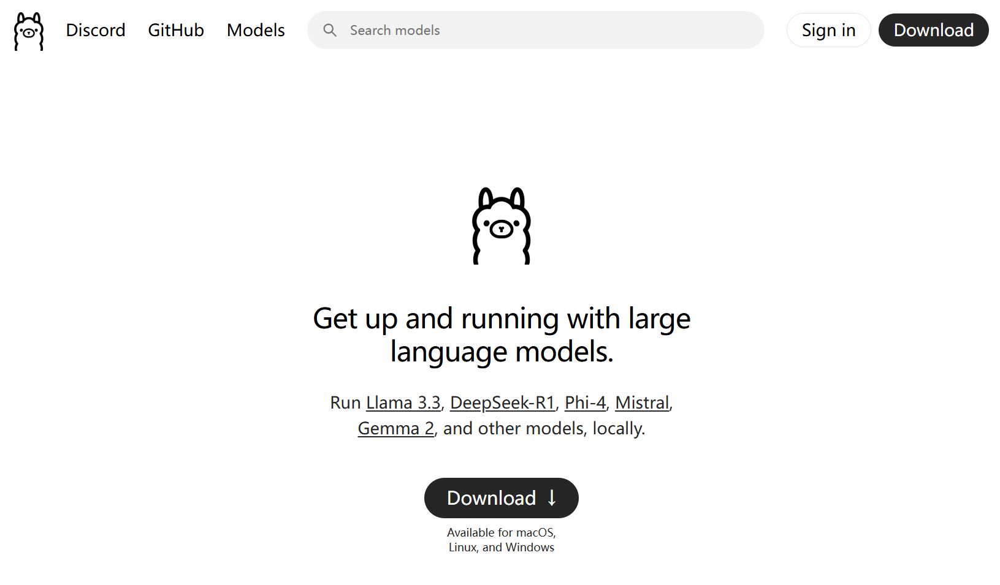 Discord GitHub Models Search models Sign in Download
Get up and running with large
language models.
Run Llama 3.3, DeepSeek-R1, Phi-4, Mistral,
Gemma 2, and other models, locally.
Download ↓
Available for macOS,
Linux, and Windows